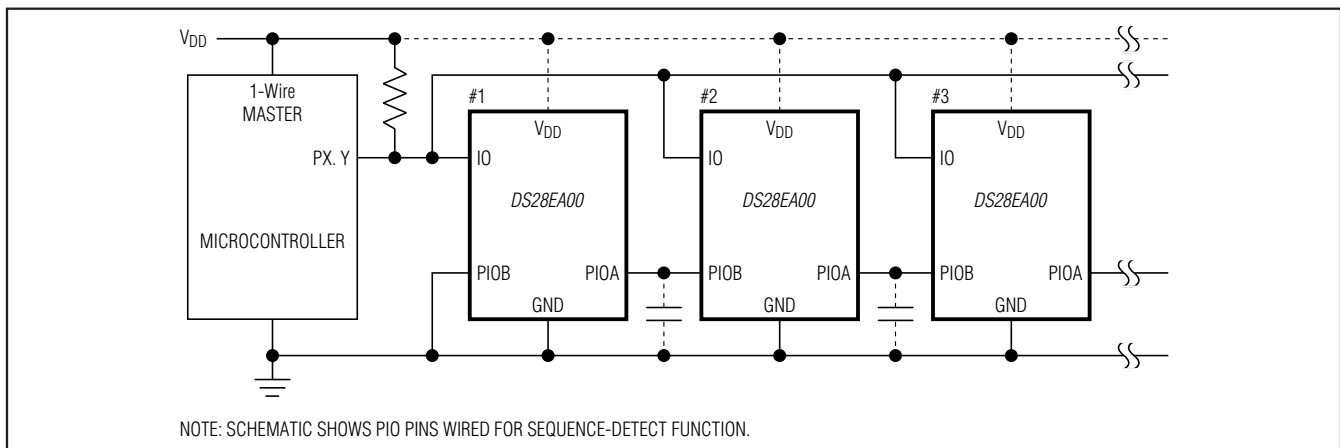 VDD
1-Wire
MASTER
PX. Y
MICROCONTROLLER
#1
VDD
IO
DS28EA00
PIOB
PIOA
GND
#2
VDD
IO
DS28EA00
PIOB
PIOA
GND
#3
VDD
IO
DS28EA00
PIOB
PIOA
GND
NOTE: SCHEMATIC SHOWS PIO PINS WIRED FOR SEQUENCE-DETECT FUNCTION.